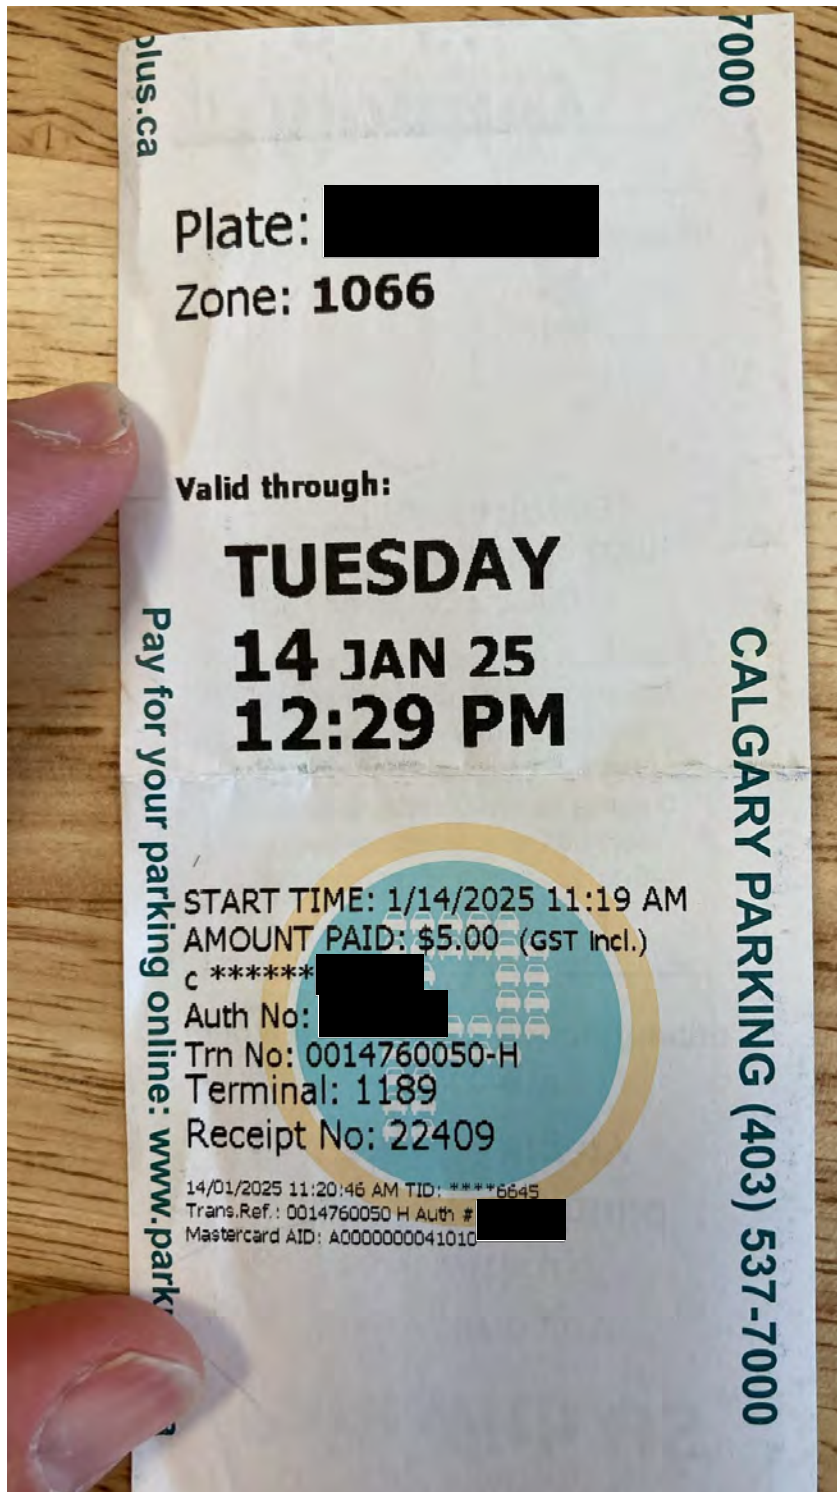 Plate:
Zone: 1066
Valid through:
TUESDAY
14 JAN 25
12:29 PM
START TIME: 1/14/2025 11:19 AM
AMOUNT PAID: $5.00 (GST Incl.)
c ******
Auth No:
Trn No: 0014760050-H
Terminal: 1189
Receipt No: 22409
14/01/2025 11:20:46 AM TID: ****6645
Trans.Ref.: 0014760050 H Auth #
Mastercard AID: A0000000041010
plus.ca
Pay for your parking online: www.park
7000
CALGARY PARKING (403) 537-7000